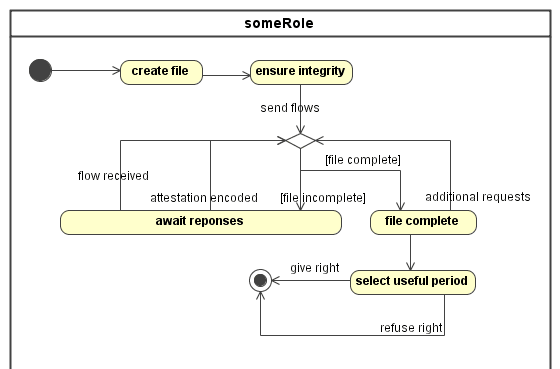 someRole
create file
ensure integrity
send flows
[file complete]
flow received
attestation encoded
[file incomplete]
additional requests
await reponses
file complete
give right
select useful period
refuse right